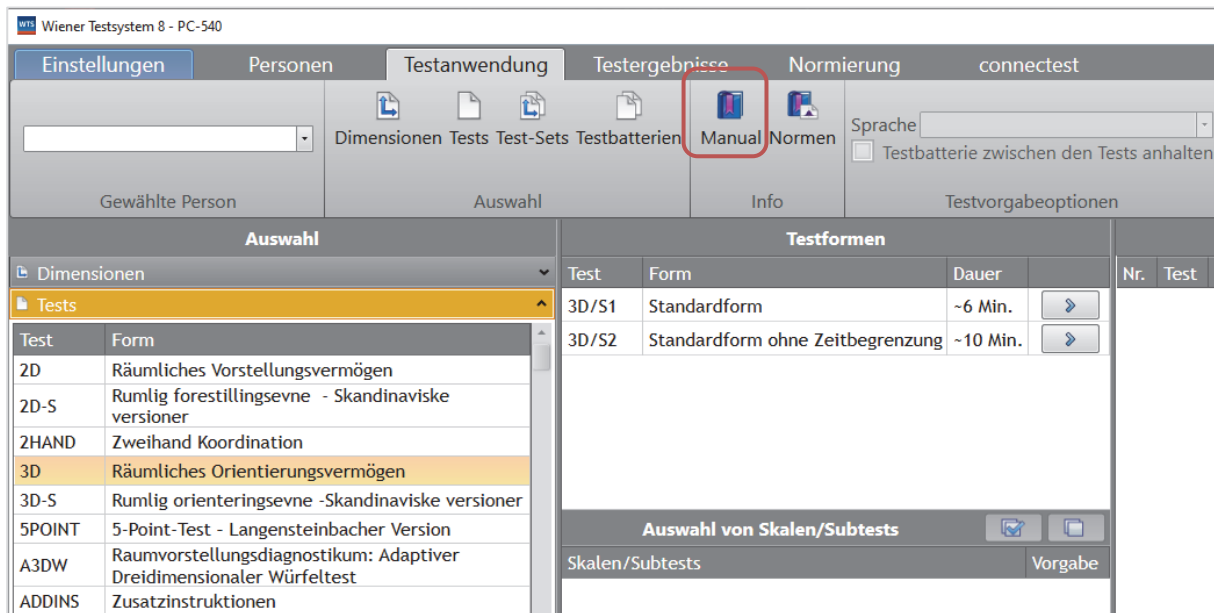 WTS Wiener Testsystem 8 - PC-540
Einstellungen Personen Testanwendung Testergebnisse Normierung connectest
Dimensionen Tests Test-Sets Testbatterien Manual Normen
Sprache
Testbatterie zwischen den Tests anhalten
Gewählte Person Auswahl Info Testvorgabeoptionen
Auswahl
Dimensionen
Tests
Test Form
2D Räumliches Vorstellungsvermögen
2D-S Rumlig forestillingsevne - Skandinaviske
versioner
2HAND Zweihand Koordination
3D Räumliches Orientierungsvermögen
3D-S Rumlig orienteringsevne -Skandinaviske versioner
5POINT 5-Point-Test - Langensteinbacher Version
A3DW Raumvorstellungsdiagnostikum: Adaptiver
Dreidimensionaler Würfeltest
ADDINS Zusatzinstruktionen
Testformen
Test Form Dauer
3D/S1 Standardform ~6 Min.
3D/S2 Standardform ohne Zeitbegrenzung ~10 Min.
Auswahl von Skalen/Subtests
Skalen/Subtests Vorgabe
Nr. Test